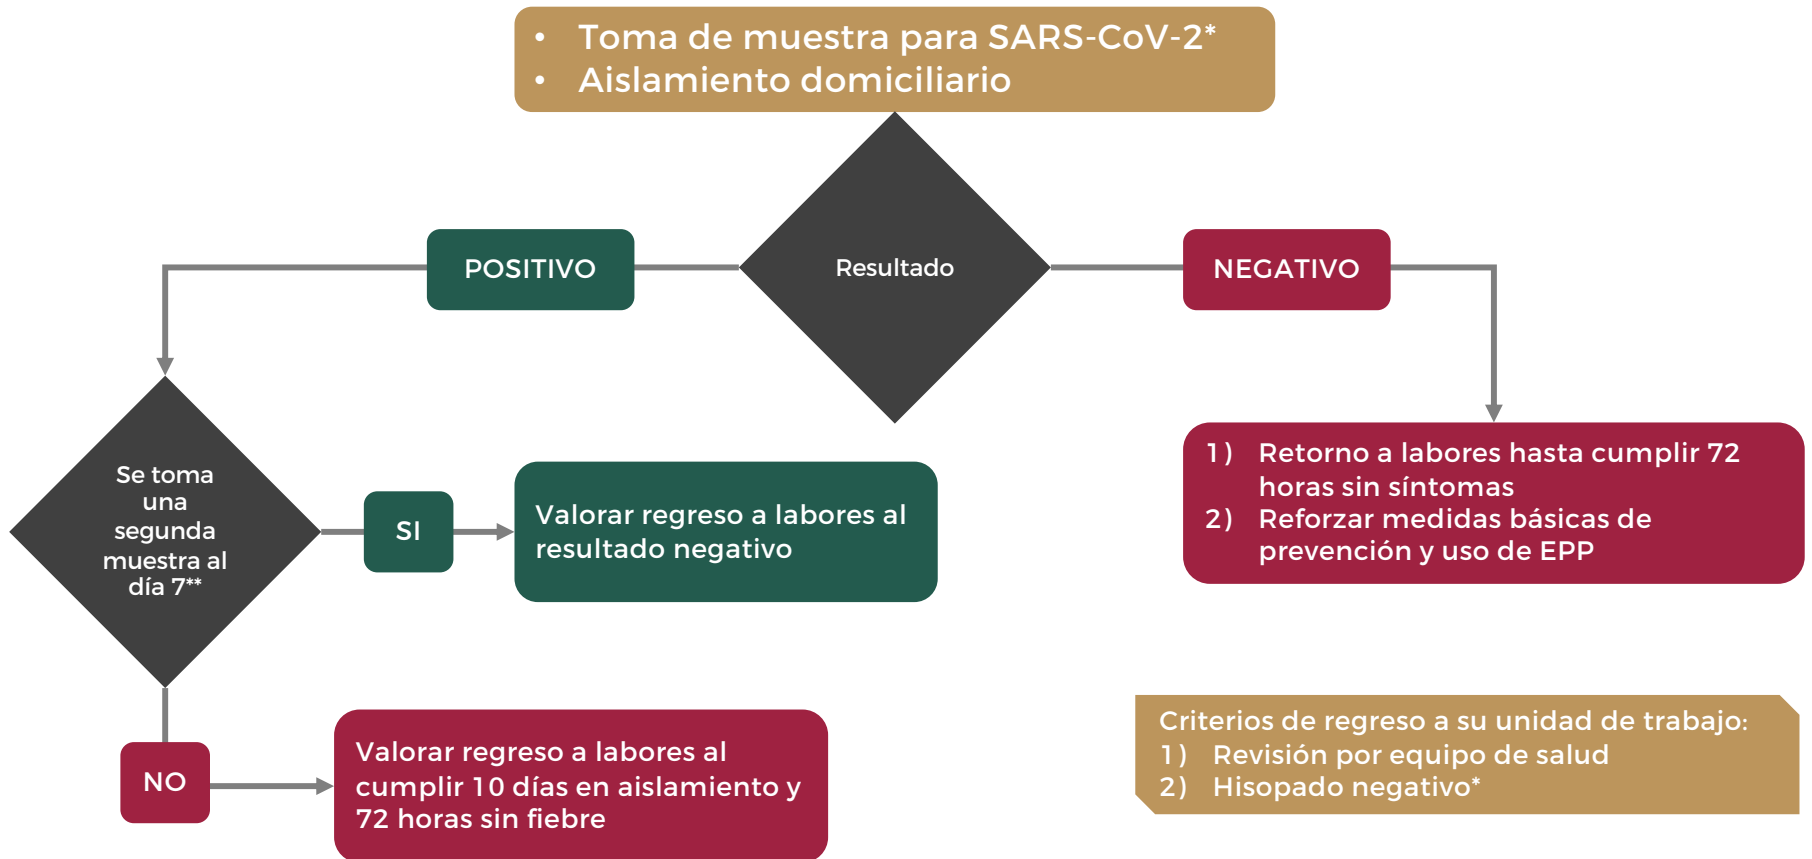 • Toma de muestra para SARS-CoV-2*
• Aislamiento domiciliario
POSITIVO
Resultado
NEGATIVO
Se toma
una
segunda
muestra al
día 7**
SI
Valorar regreso a labores al
resultado negativo
1) Retorno a labores hasta cumplir 72
horas sin síntomas
2) Reforzar medidas básicas de
prevención y uso de EPP
NO
Valorar regreso a labores al
cumplir 10 días en aislamiento y
72 horas sin fiebre
Criterios de regreso a su unidad de trabajo:
1) Revisión por equipo de salud
2) Hisopado negativo*